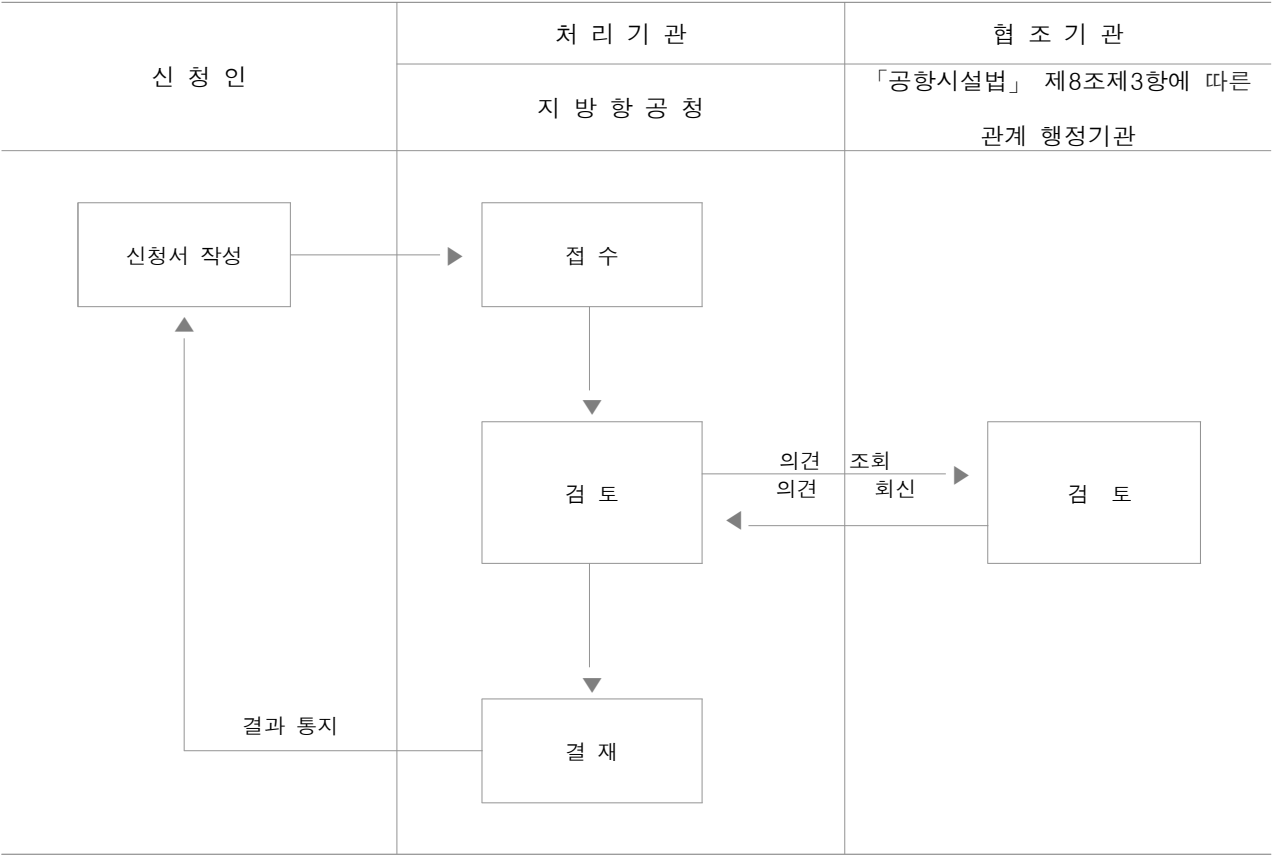 신 청 인
처 리 기 관
협 조 기 관
지 방 항 공 청
「공항시설법」 제8조제3항에 따른
관계 행정기관
신청서 작성
접 수
검 토
의견 조회
의견 회신
검 토
결과 통지
결 재